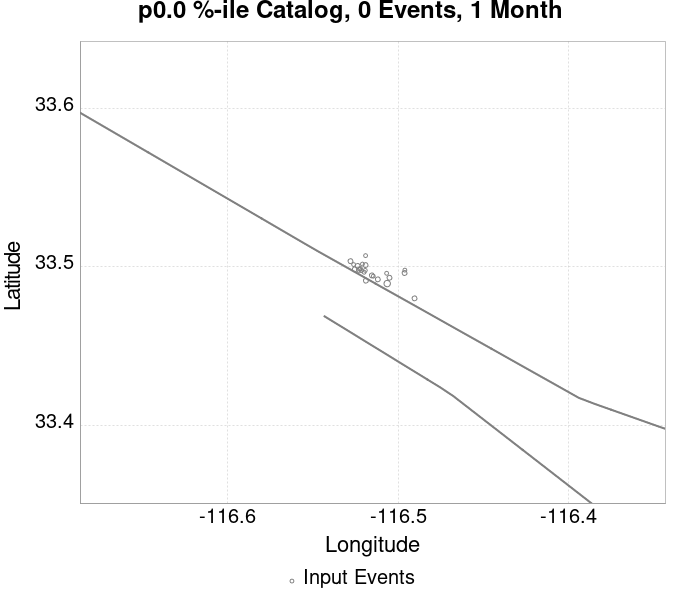 p0.0 %-ile Catalog, 0 Events, 1 Month
33.6
33.5
33.4
Latitude
-116.6
-116.5
-116.4
Longitude
Input Events